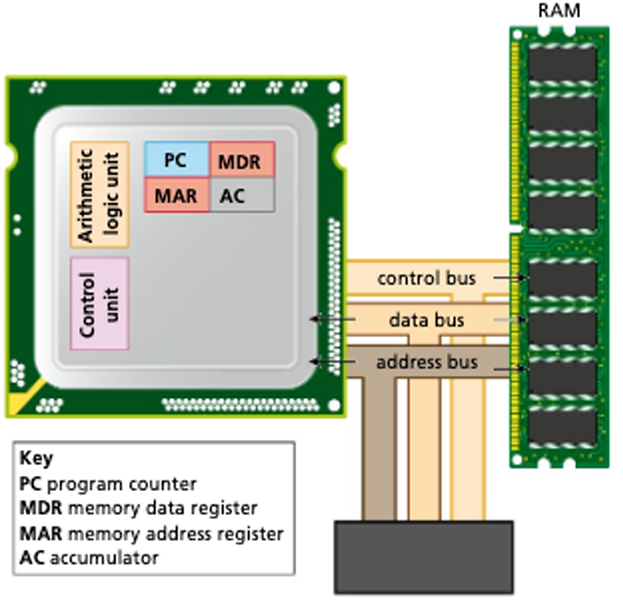 RAM
Arithmetic
logic unit
PC
MDR
MAR
AC
Control
unit
control bus
data bus
address bus
Key
PC program counter
MDR memory data register
MAR memory address register
AC accumulator